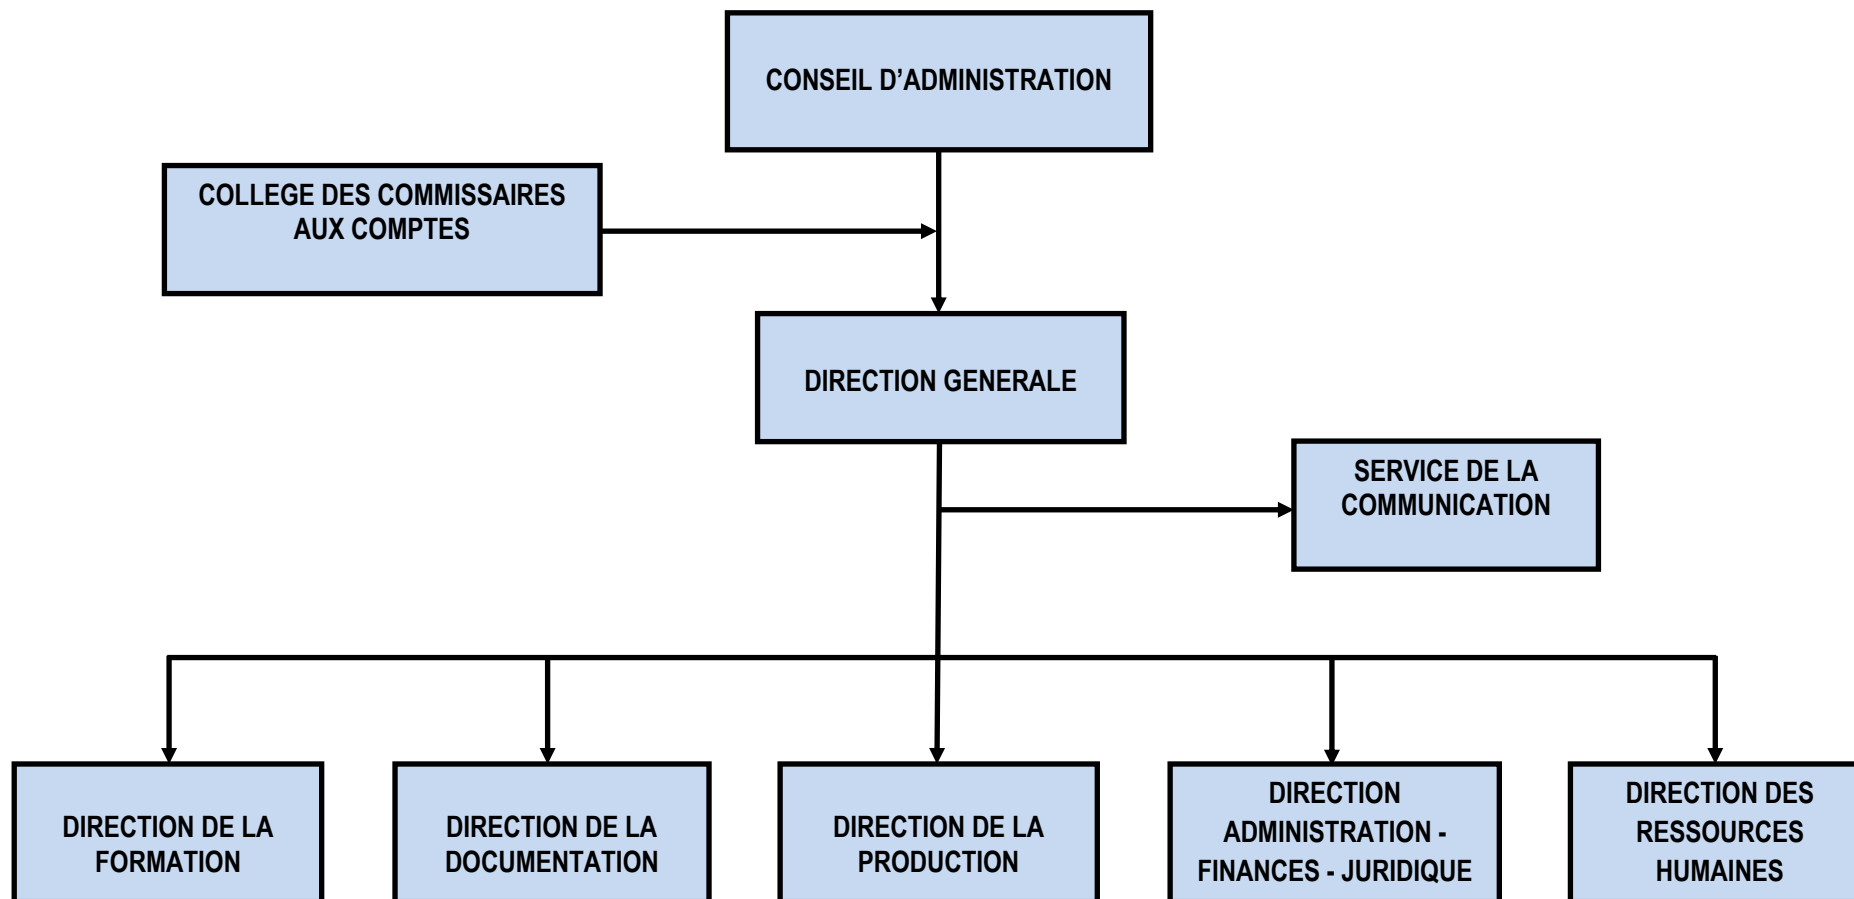 CONSEIL D’ADMINISTRATION
COLLEGE DES COMMISSAIRES
AUX COMPTES
DIRECTION GENERALE
SERVICE DE LA
COMMUNICATION
DIRECTION DE LA
FORMATION
DIRECTION DE LA
DOCUMENTATION
DIRECTION DE LA
PRODUCTION
DIRECTION
ADMINISTRATION -
FINANCES - JURIDIQUE
DIRECTION DES
RESSOURCES
HUMAINES